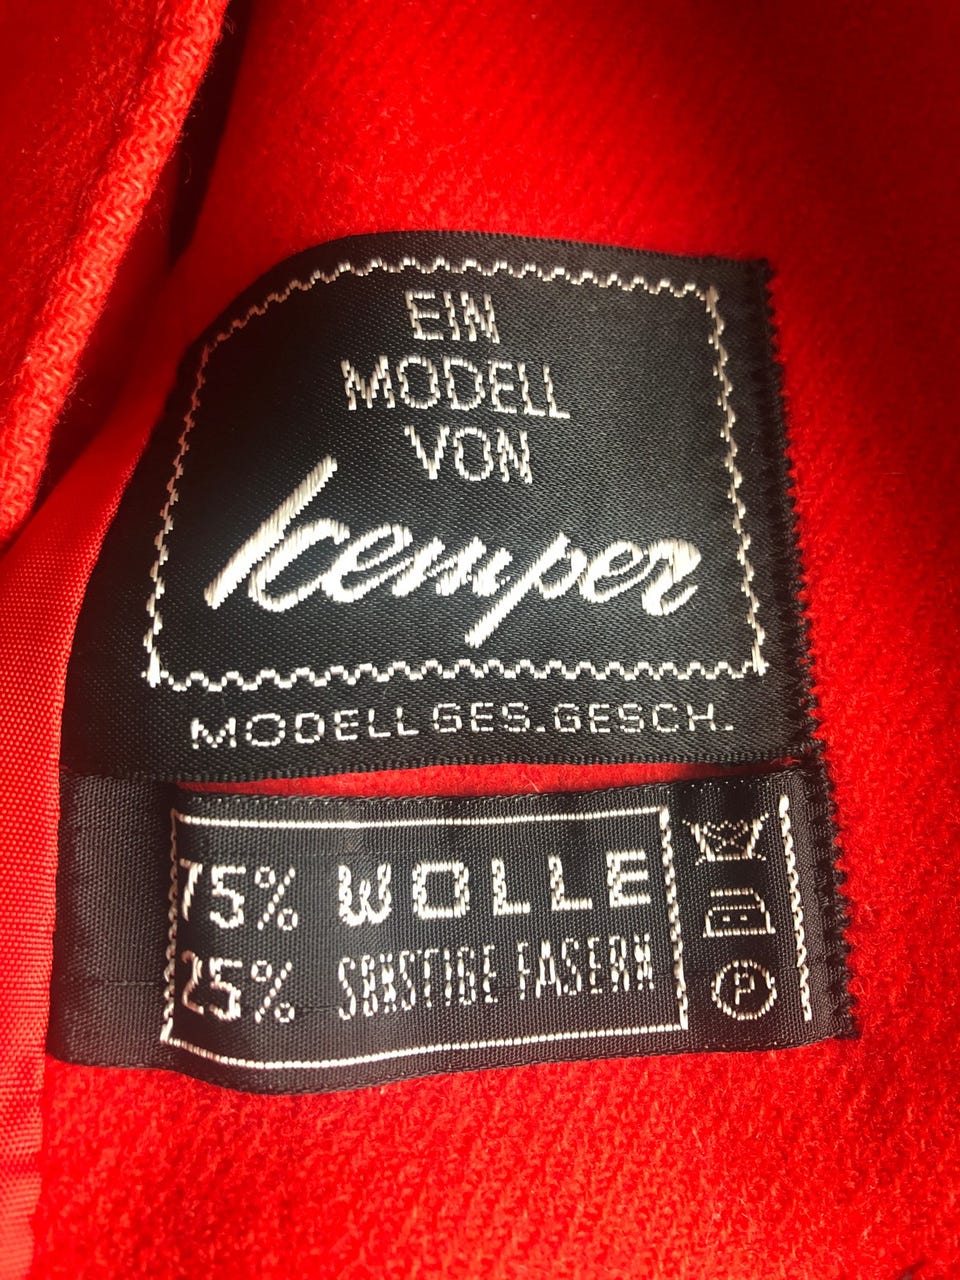 EIN
MODELL
VON
kemper
MODELL GES.GESCH.
75% WOLLE
25% SONSTIGE FASERN
P